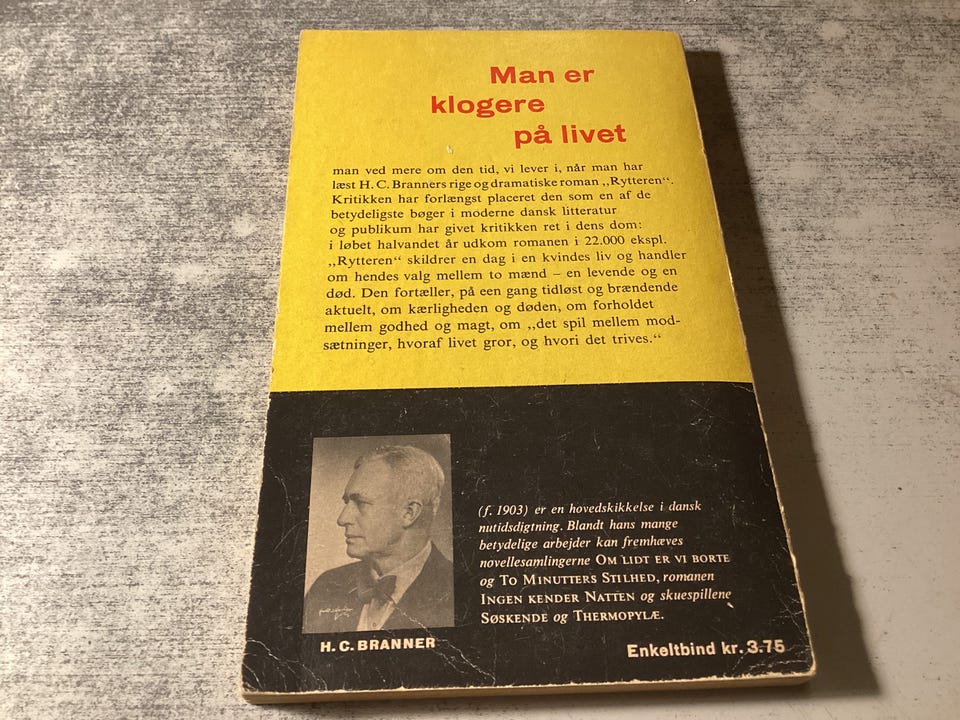 Man er
klogere
på livet
man ved mere om den tid, vi lever i, når man har
læst H. C. Branners rige og dramatiske roman „Rytteren“.
Kritikken har forlængst placeret den som en af de
betydeligste bøger i moderne dansk litteratur
og publikum har givet kritikken ret i dens dom:
i løbet halvandet år udkom romanen i 22.000 ekspl.
„Rytteren“ skildrer en dag i en kvindes liv og handler
om hendes valg mellem to mænd – en levende og en
død. Den fortæller, på een gang tidløst og brændende
aktuelt, om kærligheden og døden, om forholdet
mellem godhed og magt, om „det spil mellem mod-
sætninger, hvoraf livet gror, og hvori det trives.“
(f. 1903) er en hovedskikkelse i dansk
nutidsdigtning. Blandt hans mange
betydelige arbejder kan fremhæves
novellesamlingerne OM LIDT ER VI BORTE
og TO MINUTTERS STILHED, romanen
INGEN KENDER NATTEN og skuespillene
SØSKENDE og THERMOPYLÆ.
H. C. BRANNER
Enkeltbind kr. 3.75